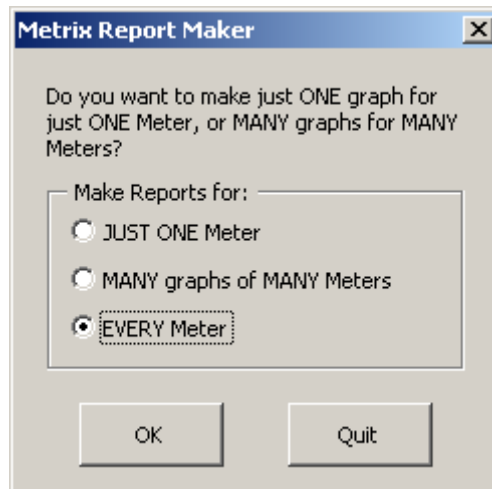 Metrix Report Maker
Do you want to make just ONE graph for
just ONE Meter, or MANY graphs for MANY
Meters?
Make Reports for:
JUST ONE Meter
MANY graphs of MANY Meters
EVERY Meter
OK
Quit